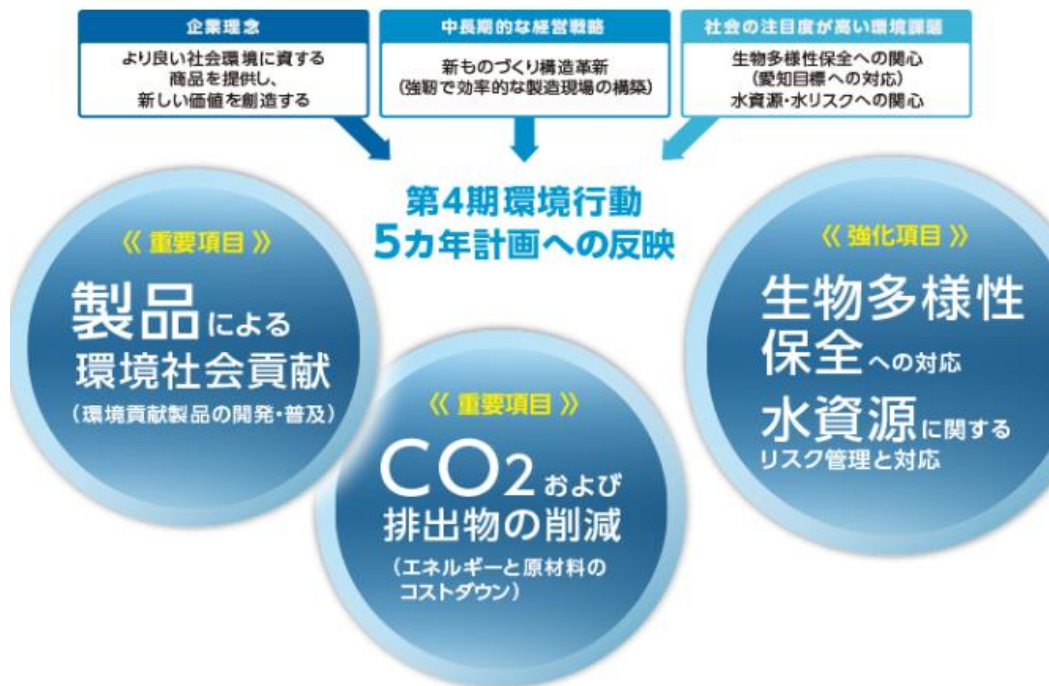 企業理念
より良い社会環境に資する
商品を提供し、
新しい価値を創造する
中長期的な経営戦略
新ものづくり構造革新
(強靭で効率的な製造現場の構築)
社会の注目度が高い環境課題
生物多様性保全への関心
(愛知目標への対応)
水資源・水リスクへの関心
第4期環境行動
5カ年計画への反映
《 重要項目 》
製品による
環境社会貢献
(環境貢献製品の開発・普及)
《 重要項目 》
CO2および
排出物の削減
(エネルギーと原材料の
コストダウン)
《 強化項目 》
生物多様性
保全への対応
水資源に関する
リスク管理と対応